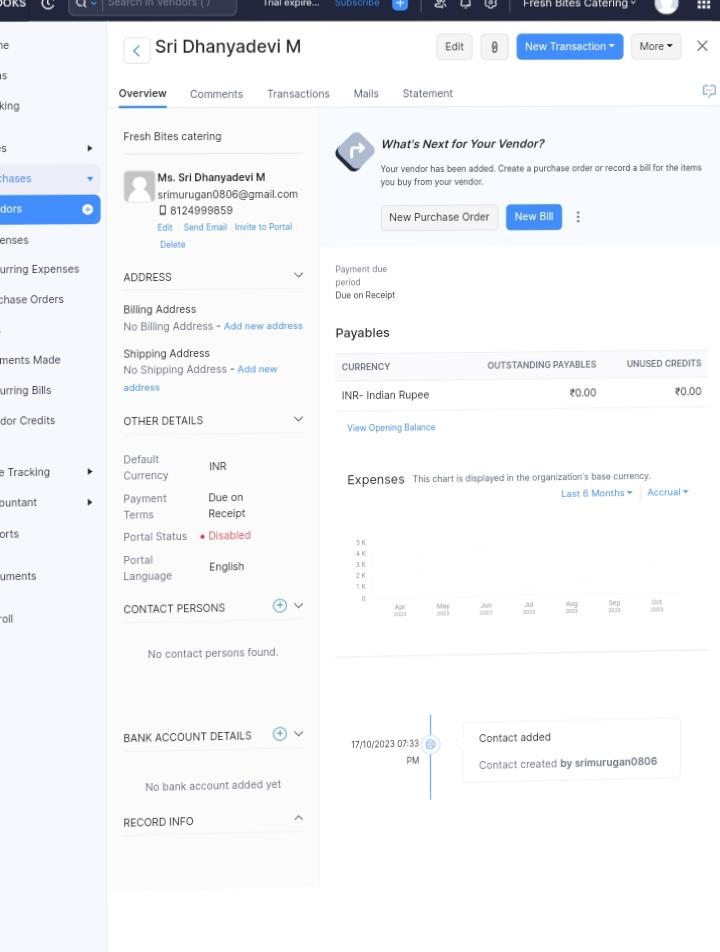 OOKS
Search in Vendors ( / )
Trial expire...
Subscribe
Fresh Bites Catering
Sri Dhanyadevi M
Edit
New Transaction
More
Overview
Comments
Transactions
Mails
Statement
me
ms
king
es
chases
dors
enses
urring Expenses
chase Orders
s
ments Made
urring Bills
dor Credits
e Tracking
ountant
orts
uments
roll
Fresh Bites catering
Ms. Sri Dhanyadevi M
srimurugan0806@gmail.com
8124999859
Edit
Send Email
Invite to Portal
Delete
ADDRESS
Billing Address
No Billing Address - Add new address
Shipping Address
No Shipping Address - Add new
address
OTHER DETAILS
Default
Currency
INR
Payment
Terms
Due on
Receipt
Portal Status
Disabled
Portal
Language
English
CONTACT PERSONS
No contact persons found.
BANK ACCOUNT DETAILS
No bank account added yet
RECORD INFO
What's Next for Your Vendor?
Your vendor has been added. Create a purchase order or record a bill for the items
you buy from your vendor.
New Purchase Order
New Bill
Payment due
period
Due on Receipt
Payables
CURRENCY
OUTSTANDING PAYABLES
UNUSED CREDITS
INR- Indian Rupee
₹0.00
₹0.00
View Opening Balance
Expenses
This chart is displayed in the organization's base currency.
Last 6 Months
Accrual
5 K
4 K
3 K
2 K
1 K
0
Apr
2023
May
2023
Jun
2023
Jul
2023
Aug
2023
Sep
2023
Oct
2023
17/10/2023 07:33
PM
Contact added
Contact created by srimurugan0806